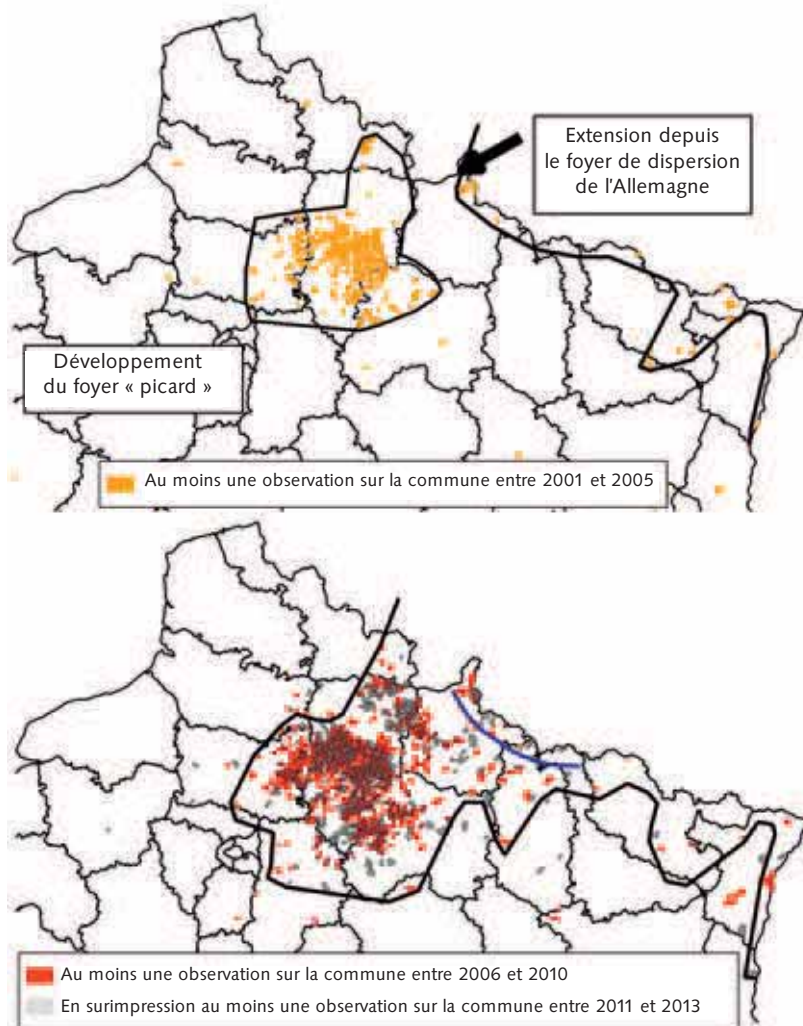 Extension depuis
le foyer de dispersion
de l'Allemagne
Développement
du foyer « picard »
Au moins une observation sur la commune entre 2001 et 2005
Au moins une observation sur la commune entre 2006 et 2010
En surimpression au moins une observation sur la commune entre 2011 et 2013